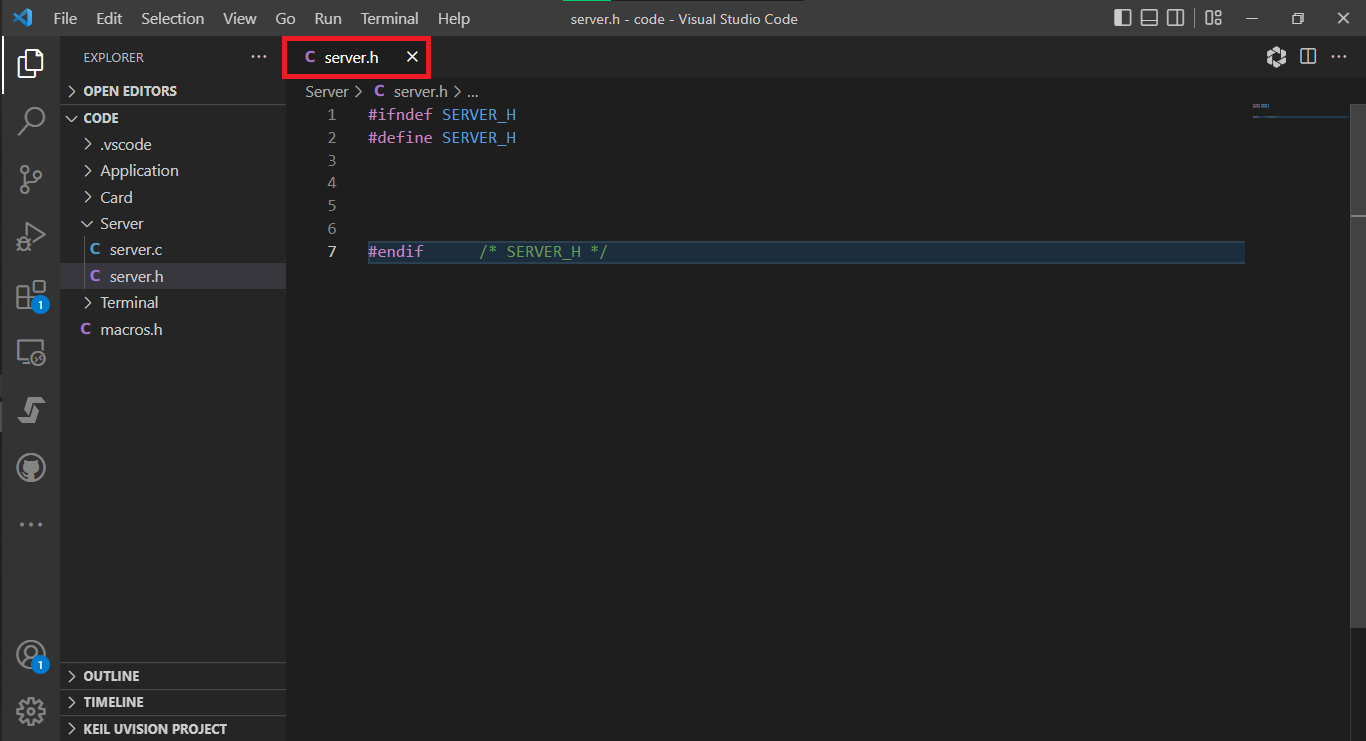 File Edit Selection View Go Run Terminal Help server.h - code - Visual Studio Code
EXPLORER ...
OPEN EDITORS
CODE
.vscode
Application
Card
Server
C server.c
C server.h
Terminal
C macros.h
OUTLINE
TIMELINE
KEIL UVISION PROJECT
1
1
C server.h
Server > C server.h > ...
1 #ifndef SERVER_H
2 #define SERVER_H
3
4
5
6
7 #endif /* SERVER_H */